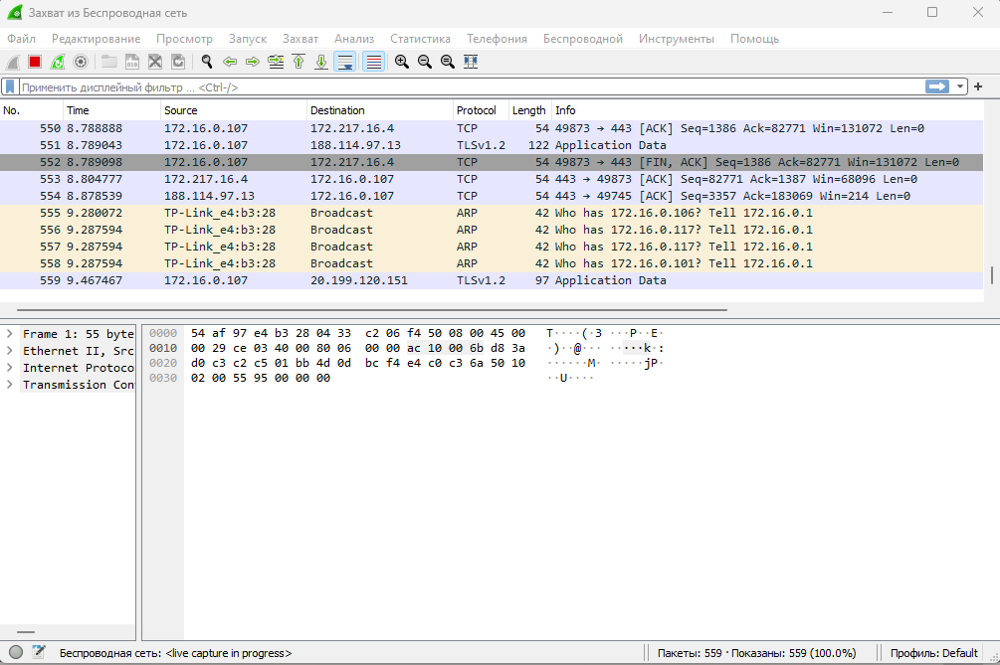 Захват из Беспроводная сеть
Файл Редактирование Просмотр Запуск Захват Анализ Статистика Телефония Беспроводной Инструменты Помощь
Применить дисплейный фильтр ... <Ctrl-/>
No. Time Source Destination Protocol Length Info
550 8.788888 172.16.0.107 172.217.16.4 TCP 54 49873 → 443 [ACK] Seq=1386 Ack=82771 Win=131072 Len=0
551 8.789043 172.16.0.107 188.114.97.13 TLSv1.2 122 Application Data
552 8.789098 172.16.0.107 172.217.16.4 TCP 54 49873 → 443 [FIN, ACK] Seq=1386 Ack=82771 Win=131072 Len=0
553 8.804777 172.217.16.4 172.16.0.107 TCP 54 443 → 49873 [ACK] Seq=82771 Ack=1387 Win=68096 Len=0
554 8.878539 188.114.97.13 172.16.0.107 TCP 54 443 → 49745 [ACK] Seq=3357 Ack=183069 Win=214 Len=0
555 9.280072 TP-Link_e4:b3:28 Broadcast ARP 42 Who has 172.16.0.106? Tell 172.16.0.1
556 9.287594 TP-Link_e4:b3:28 Broadcast ARP 42 Who has 172.16.0.117? Tell 172.16.0.1
557 9.287594 TP-Link_e4:b3:28 Broadcast ARP 42 Who has 172.16.0.117? Tell 172.16.0.1
558 9.287594 TP-Link_e4:b3:28 Broadcast ARP 42 Who has 172.16.0.101? Tell 172.16.0.1
559 9.467467 172.16.0.107 20.199.120.151 TLSv1.2 97 Application Data
Frame 1: 55 byte
Ethernet II, Src
Internet Protoco
Transmission Con
0000 54 af 97 e4 b3 28 04 33 c2 06 f4 50 08 00 45 00 T····(·3 ···P··E·
0010 00 29 ce 03 40 00 80 06 00 00 ac 10 00 6b d8 3a ·)··@··· ·····k·:
0020 d0 c3 c2 c5 01 bb 4d 0d bc f4 e4 c0 c3 6a 50 10 ······M· ·····jP·
0030 02 00 55 95 00 00 00 ··U····
Беспроводная сеть: <live capture in progress>
Пакеты: 559 · Показаны: 559 (100.0%)
Профиль: Default